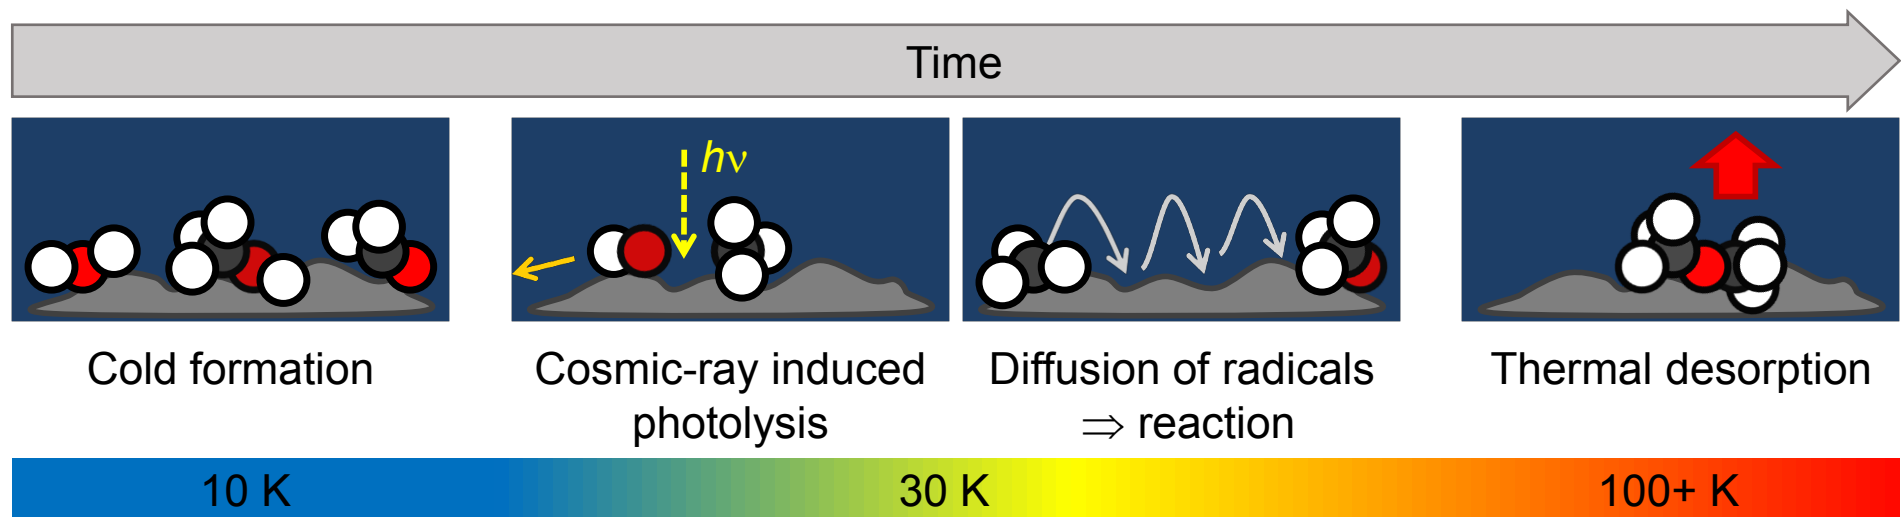 Time
hν
Cold formation
Cosmic-ray induced
photolysis
Diffusion of radicals
⇒ reaction
Thermal desorption
10 K
30 K
100+ K